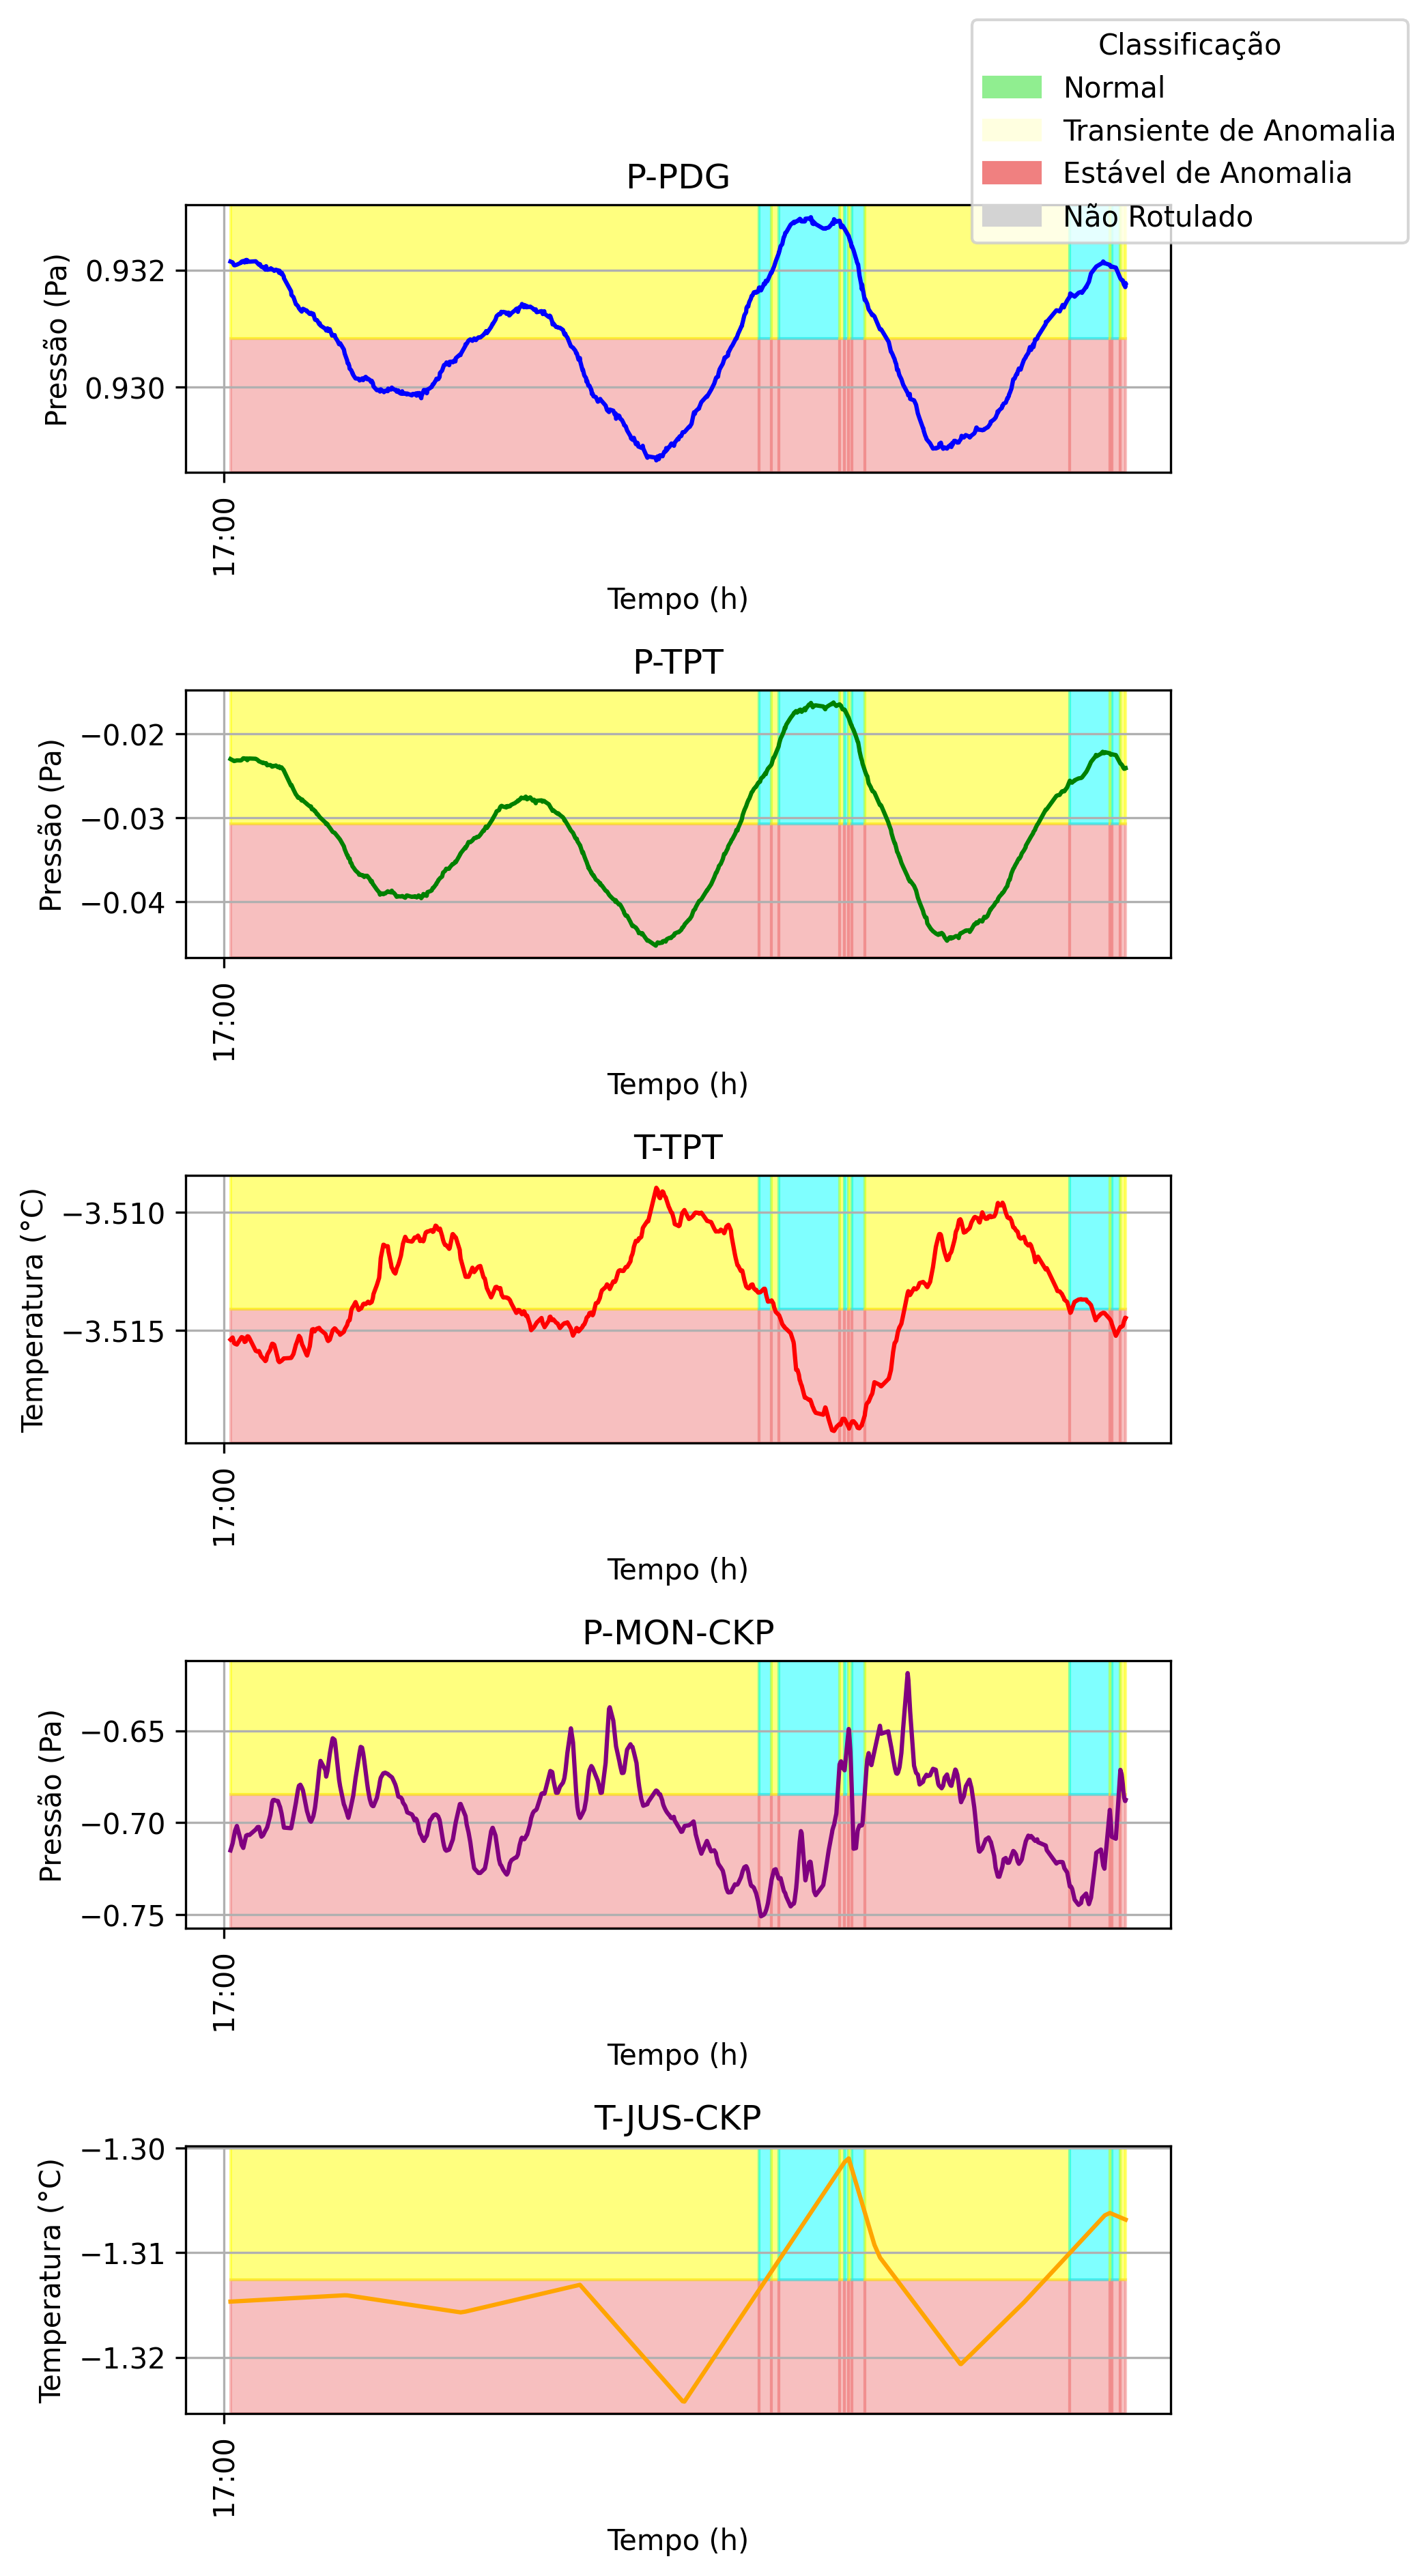 Classificação
Normal
Transiente de Anomalia
Estável de Anomalia
Não Rotulado
P-PDG
Pressão (Pa)
0.932
0.930
17:00
Tempo (h)
P-TPT
Pressão (Pa)
−0.02
−0.03
−0.04
17:00
Tempo (h)
T-TPT
Temperatura (°C)
−3.510
−3.515
17:00
Tempo (h)
P-MON-CKP
Pressão (Pa)
−0.65
−0.70
−0.75
17:00
Tempo (h)
T-JUS-CKP
Temperatura (°C)
−1.30
−1.31
−1.32
17:00
Tempo (h)